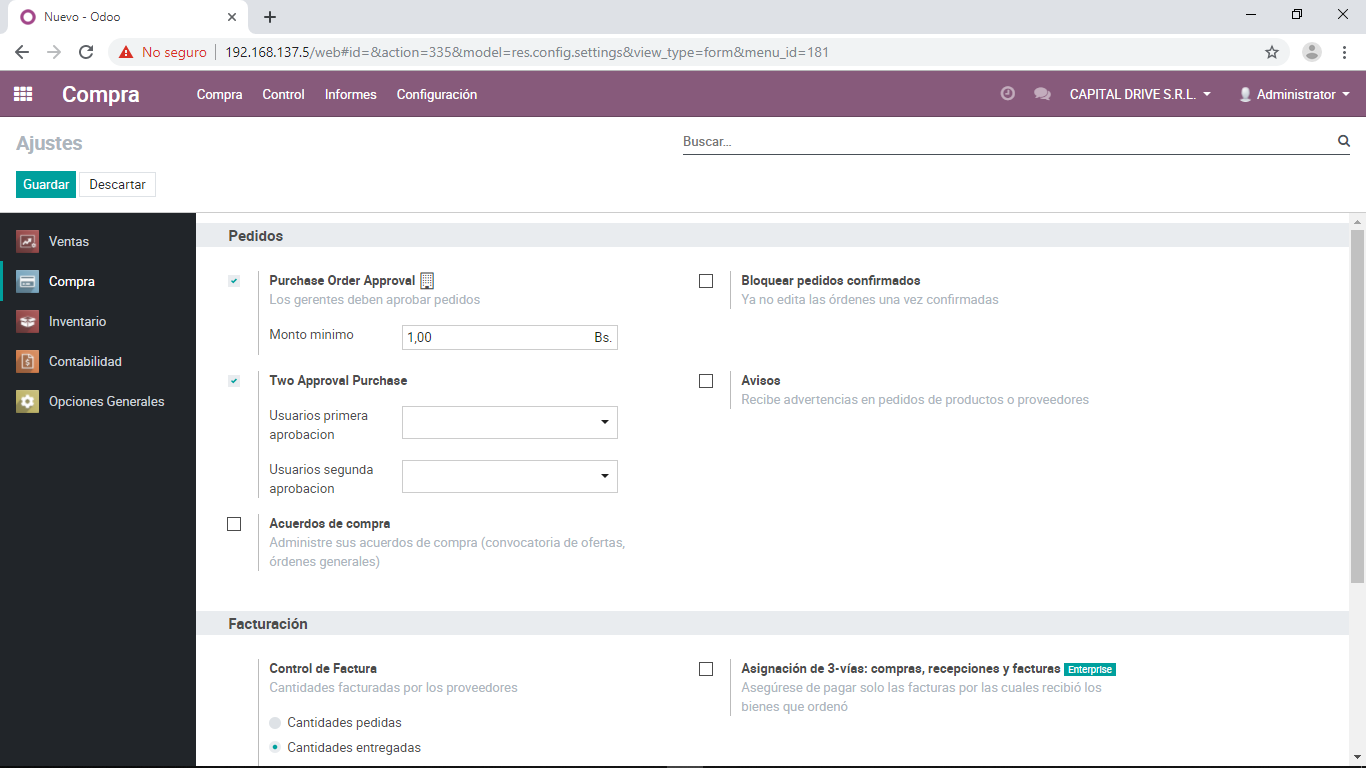 Nuevo - Odoo
No seguro
192.168.137.5/web#id=&action=335&model=res.config.settings&view_type=form&menu_id=181
Compra
Compra Control Informes Configuración
CAPITAL DRIVE S.R.L.
Administrator
Ajustes
Buscar...
Guardar
Descartar
Ventas
Compra
Inventario
Contabilidad
Opciones Generales
Pedidos
Purchase Order Approval
Los gerentes deben aprobar pedidos
Monto minimo
1,00 Bs.
Bloquear pedidos confirmados
Ya no edita las órdenes una vez confirmadas
Two Approval Purchase
Usuarios primera
aprobacion
Usuarios segunda
aprobacion
Avisos
Recibe advertencias en pedidos de productos o proveedores
Acuerdos de compra
Administre sus acuerdos de compra (convocatoria de ofertas,
órdenes generales)
Facturación
Control de Factura
Cantidades facturadas por los proveedores
Cantidades pedidas
Cantidades entregadas
Asignación de 3-vías: compras, recepciones y facturas Enterprise
Asegúrese de pagar solo las facturas por las cuales recibió los
bienes que ordenó